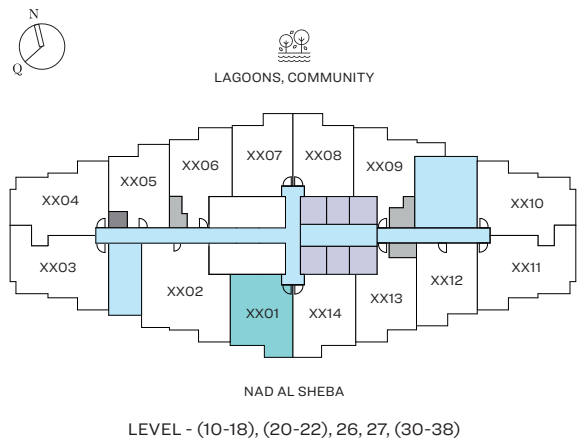 N
Q
LAGOONS, COMMUNITY
XX07 XX08
XX06 XX09
XX05
XX04 XX10
XX03 XX11
XX02 XX12
XX13
XX01 XX14
NAD AL SHEBA
LEVEL - (10-18), (20-22), 26, 27, (30-38)